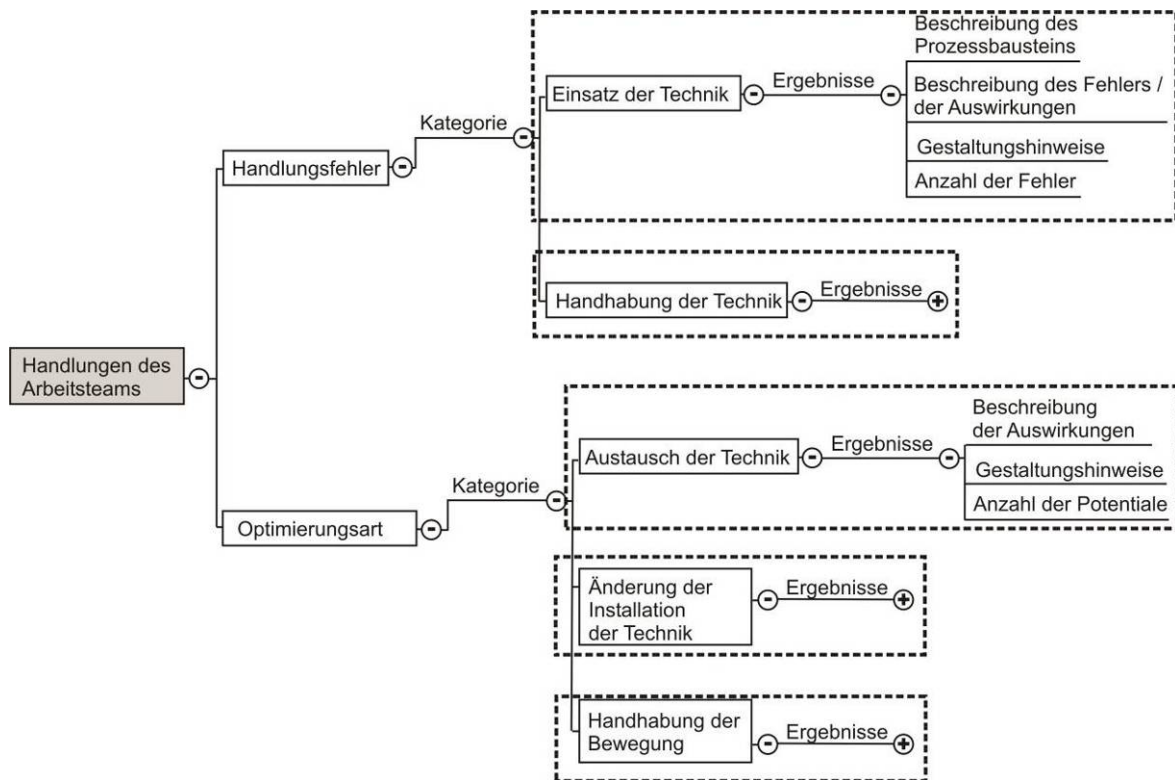 Beschreibung des
Prozessbausteins
Einsatz der Technik
Ergebnisse
Beschreibung des Fehlers /
der Auswirkungen
Gestaltungshinweise
Anzahl der Fehler
Kategorie
Handlungsfehler
Handhabung der Technik
Ergebnisse
Handlungen des
Arbeitsteams
Beschreibung
der Auswirkungen
Austausch der Technik
Ergebnisse
Gestaltungshinweise
Anzahl der Potentiale
Kategorie
Optimierungsart
Änderung der
Installation
der Technik
Ergebnisse
Handhabung der
Bewegung
Ergebnisse